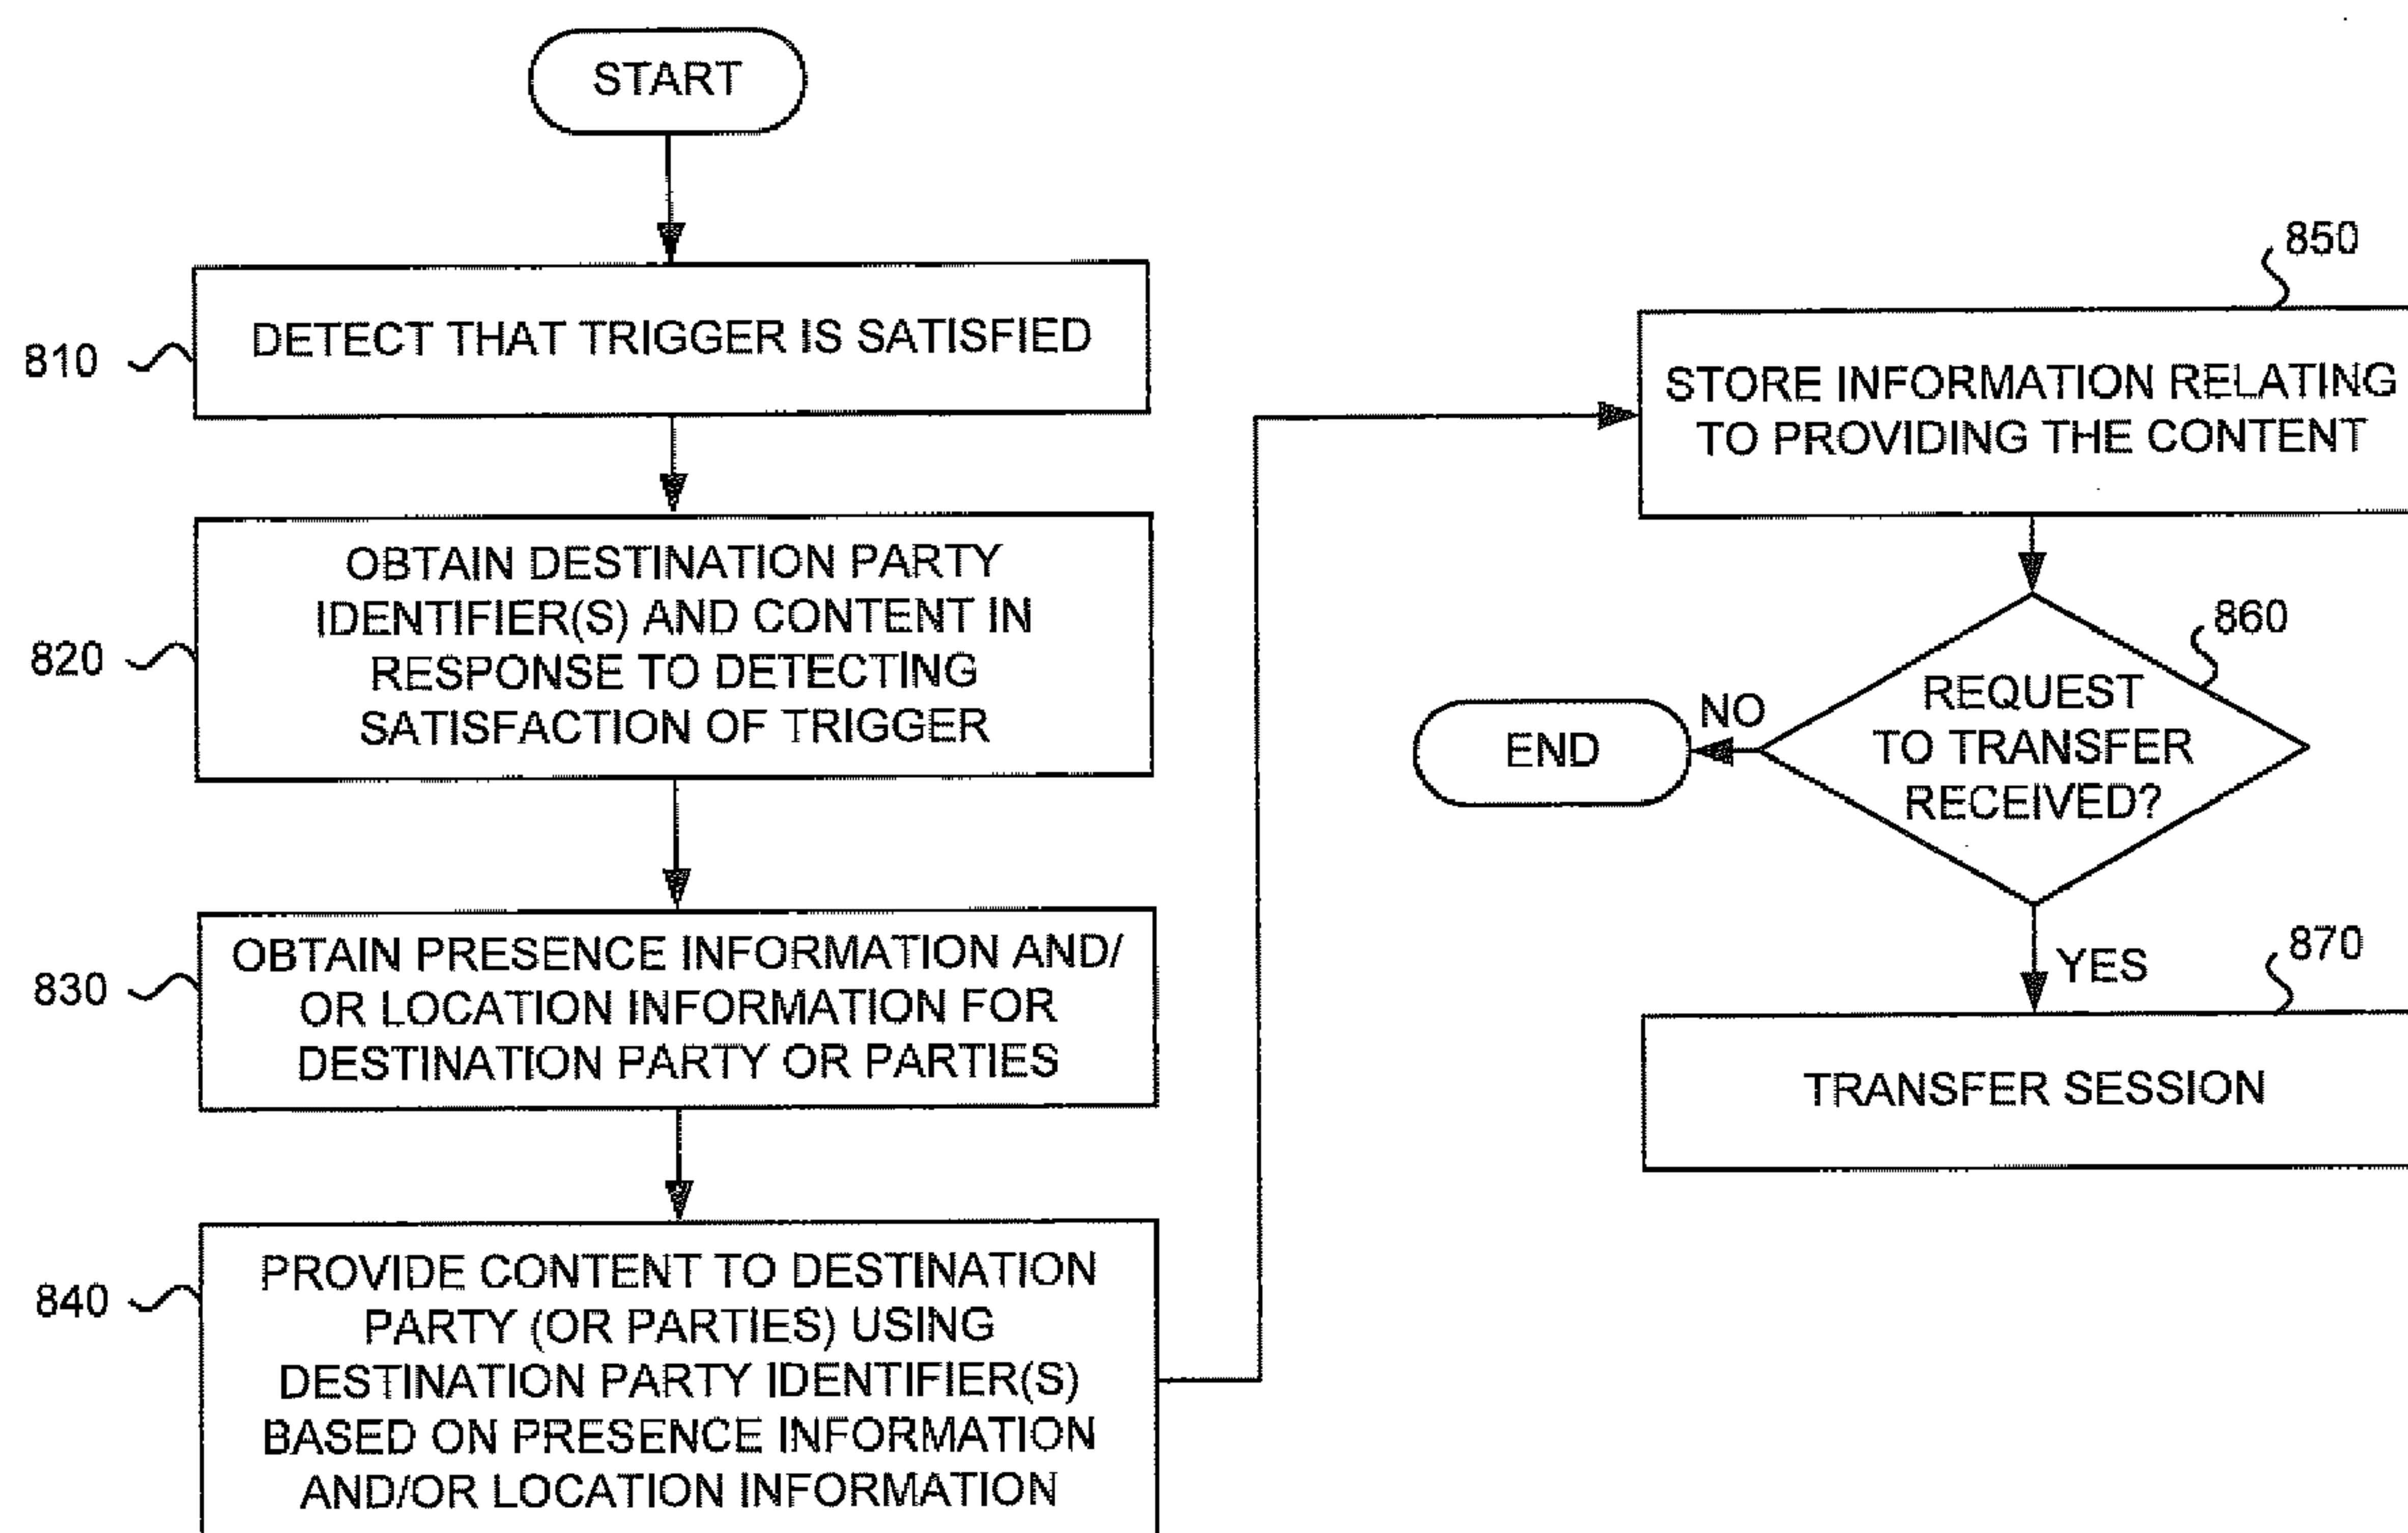 START
810
DETECT THAT TRIGGER IS SATISFIED
820
OBTAIN DESTINATION PARTY
IDENTIFIER(S) AND CONTENT IN
RESPONSE TO DETECTING
SATISFACTION OF TRIGGER
830
OBTAIN PRESENCE INFORMATION AND/
OR LOCATION INFORMATION FOR
DESTINATION PARTY OR PARTIES
840
PROVIDE CONTENT TO DESTINATION
PARTY (OR PARTIES) USING
DESTINATION PARTY IDENTIFIER(S)
BASED ON PRESENCE INFORMATION
AND/OR LOCATION INFORMATION
850
STORE INFORMATION RELATING
TO PROVIDING THE CONTENT
860
REQUEST
TO TRANSFER
RECEIVED?
NO
END
YES
870
TRANSFER SESSION